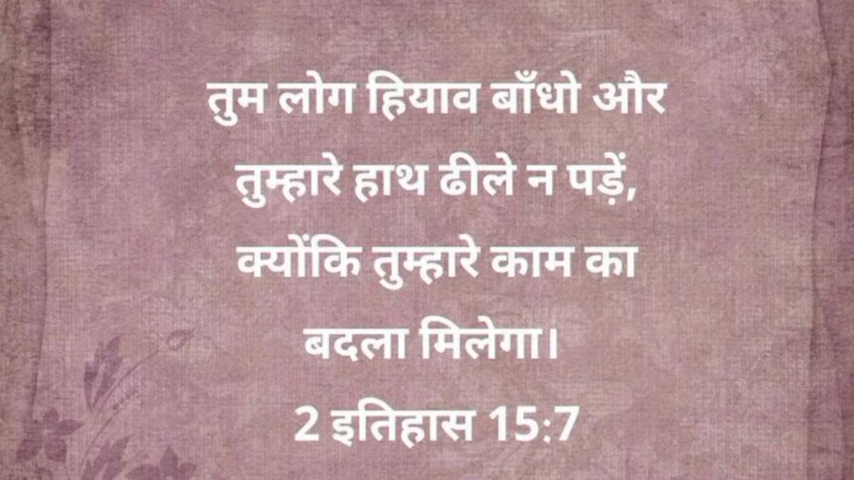 तुम लोग हियाव बाँधो और
तुम्हारे हाथ ढीले न पड़ें,
क्योंकि तुम्हारे काम का
बदला मिलेगा।
2 इतिहास 15:7